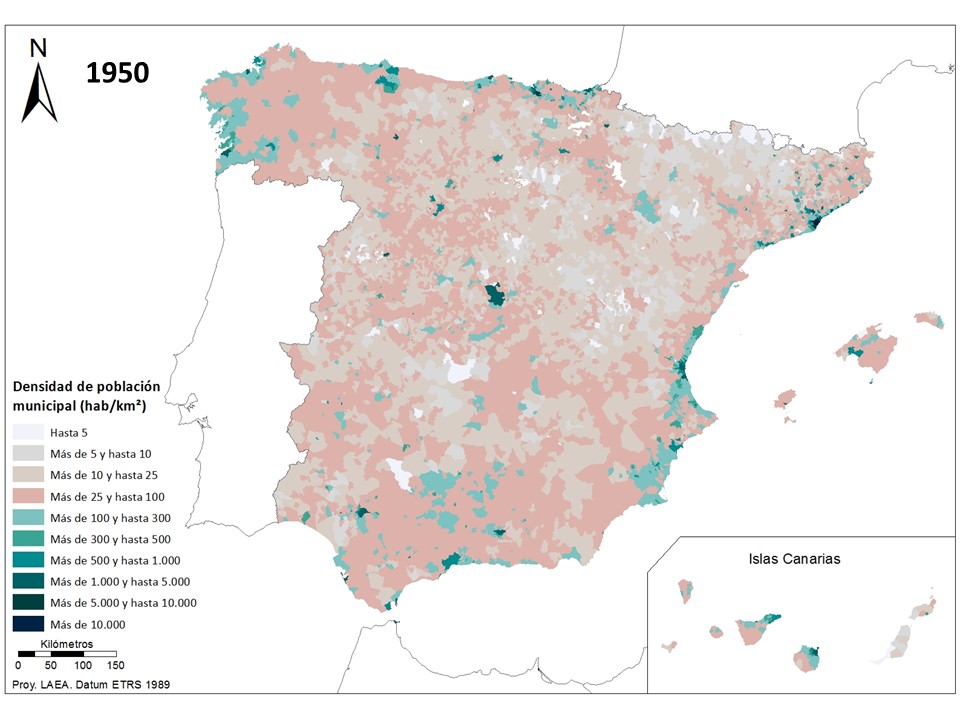 N
1950
Densidad de población
municipal (hab/km²)
Hasta 5
Más de 5 y hasta 10
Más de 10 y hasta 25
Más de 25 y hasta 100
Más de 100 y hasta 300
Más de 300 y hasta 500
Más de 500 y hasta 1.000
Más de 1.000 y hasta 5.000
Más de 5.000 y hasta 10.000
Más de 10.000
Kilómetros
0 50 100 150
Proy. LAEA. Datum ETRS 1989
Islas Canarias